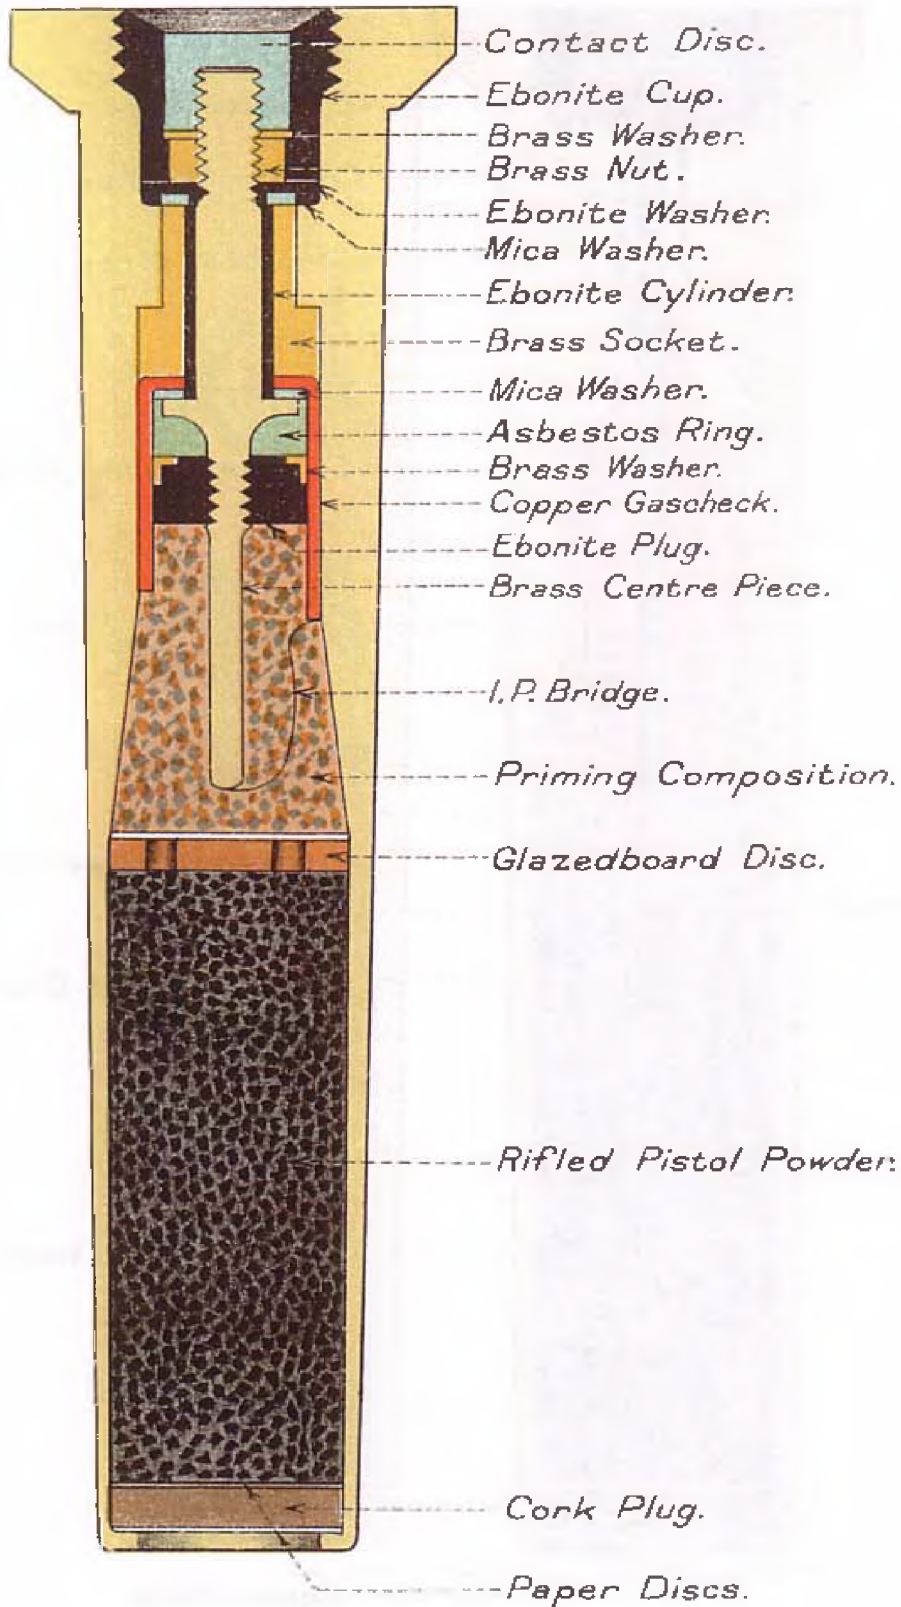 Contact Disc.
Ebonite Cup.
Brass Washer.
Brass Nut.
Ebonite Washer.
Mica Washer.
Ebonite Cylinder.
Brass Socket.
Mica Washer.
Asbestos Ring.
Brass Washer.
Copper Gascheck.
Ebonite Plug.
Brass Centre Piece.
I.P. Bridge.
Priming Composition.
Glazedboard Disc.
Rifled Pistol Powder.
Cork Plug.
Paper Discs.